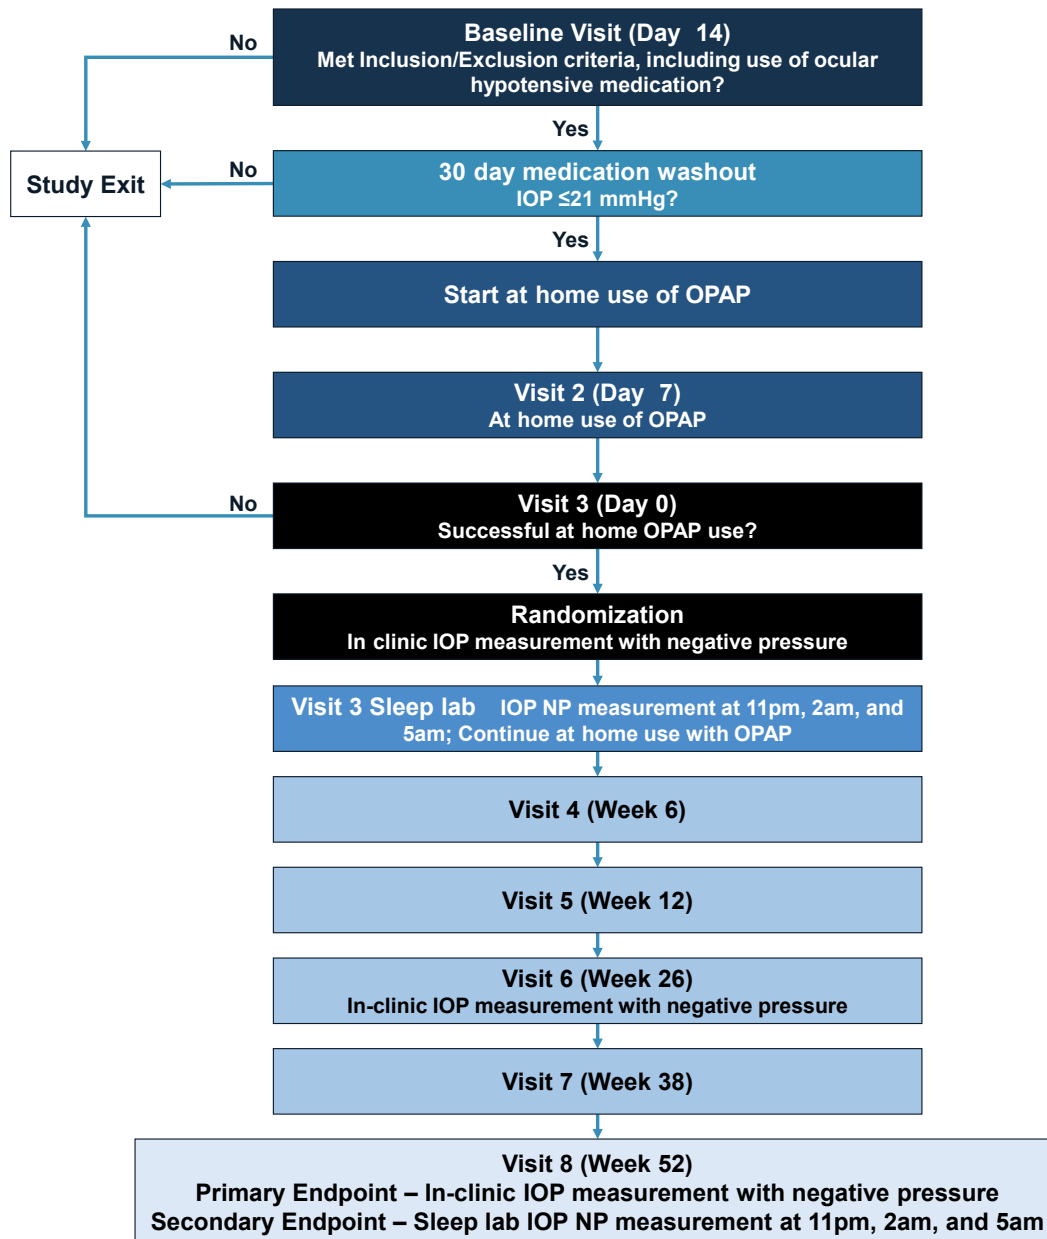 Baseline Visit (Day 14)
Met Inclusion/Exclusion criteria, including use of ocular
hypotensive medication?
No
Yes
Study Exit
No
30 day medication washout
IOP ≤21 mmHg?
Yes
Start at home use of OPAP
Visit 2 (Day 7)
At home use of OPAP
No
Visit 3 (Day 0)
Successful at home OPAP use?
Yes
Randomization
In clinic IOP measurement with negative pressure
Visit 3 Sleep lab IOP NP measurement at 11pm, 2am, and
5am; Continue at home use with OPAP
Visit 4 (Week 6)
Visit 5 (Week 12)
Visit 6 (Week 26)
In-clinic IOP measurement with negative pressure
Visit 7 (Week 38)
Visit 8 (Week 52)
Primary Endpoint – In-clinic IOP measurement with negative pressure
Secondary Endpoint – Sleep lab IOP NP measurement at 11pm, 2am, and 5am